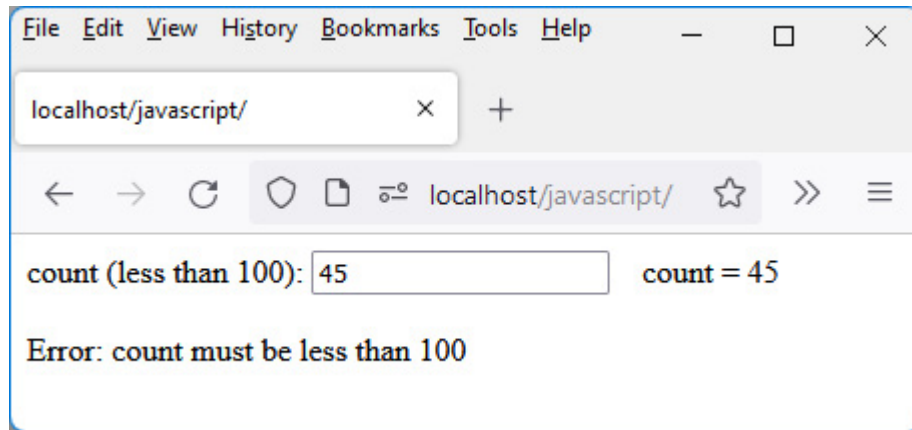 File Edit View History Bookmarks Tools Help
localhost/javascript/
localhost/javascript/
count (less than 100): 45 count = 45
Error: count must be less than 100